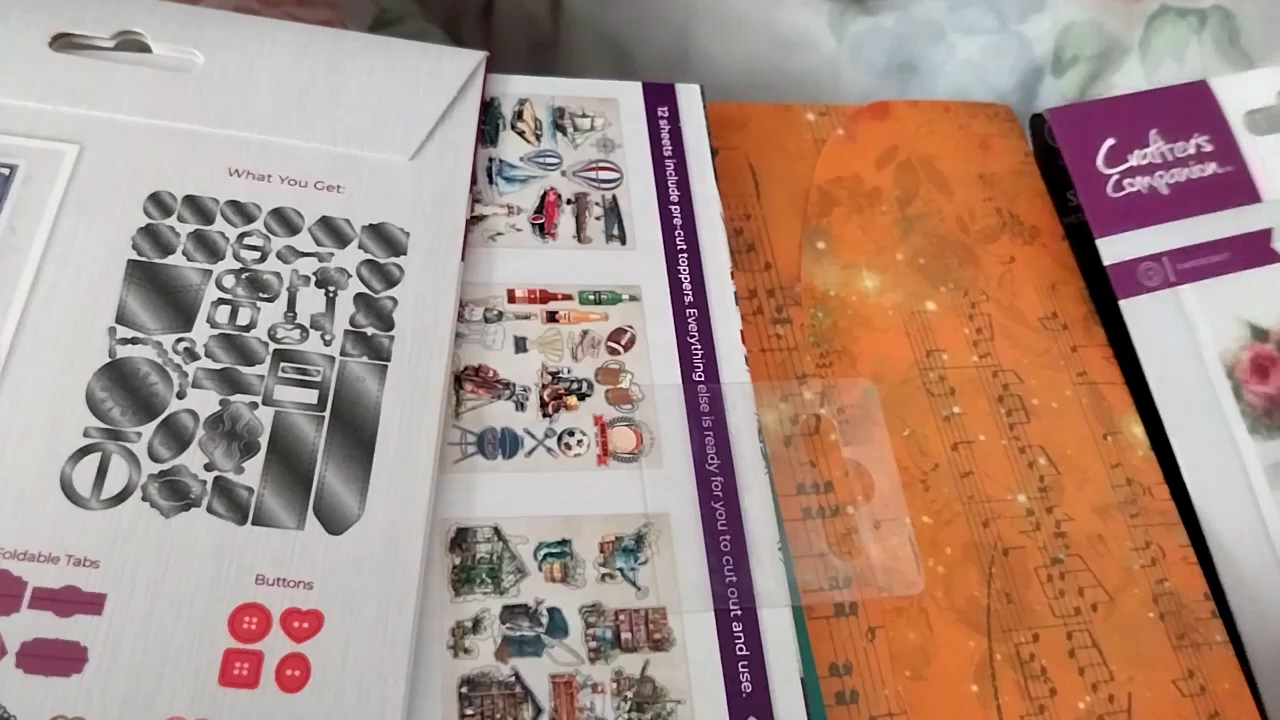 What You Get:
Foldable Tabs
Buttons
12 sheets include pre-cut toppers. Everything else is ready for you to cut out and use.
Crafter's
Companion